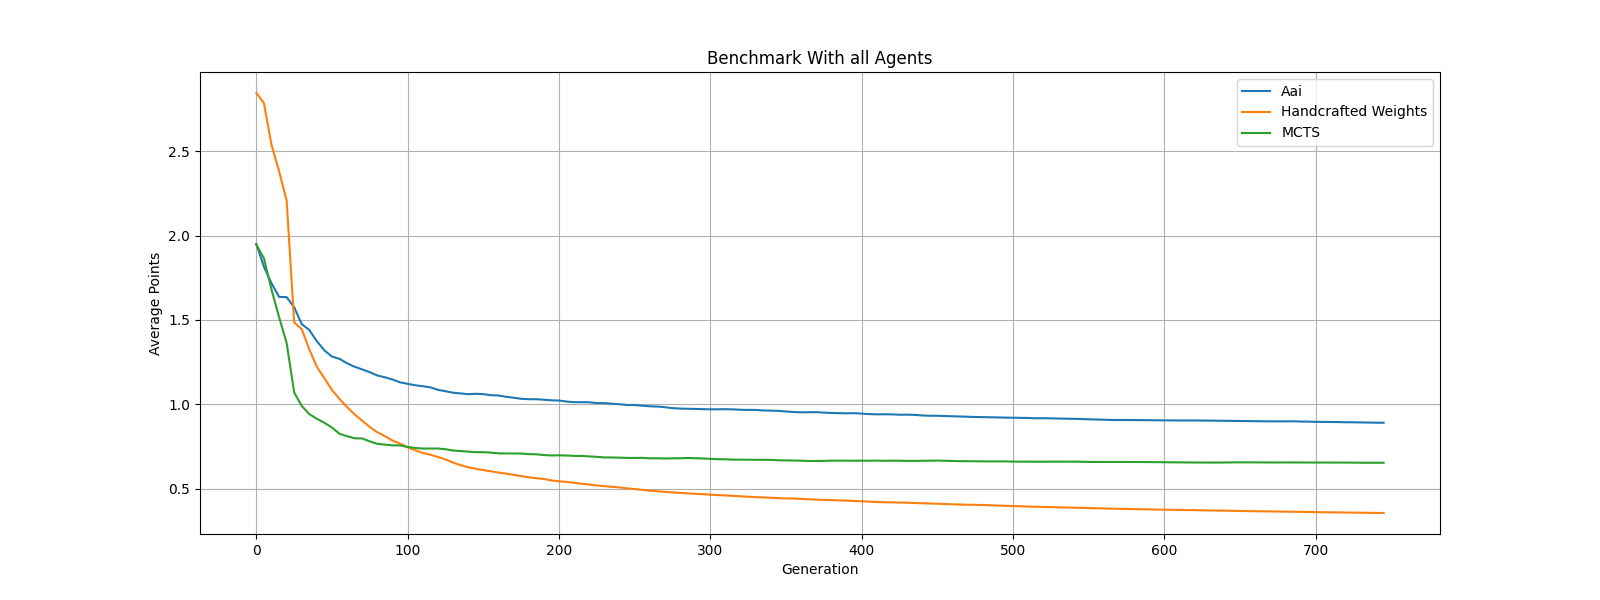 Benchmark With all Agents
Aai
Handcrafted Weights
MCTS
2.5
2.0
1.5
1.0
0.5
Average Points
0 100 200 300 400 500 600 700
Generation